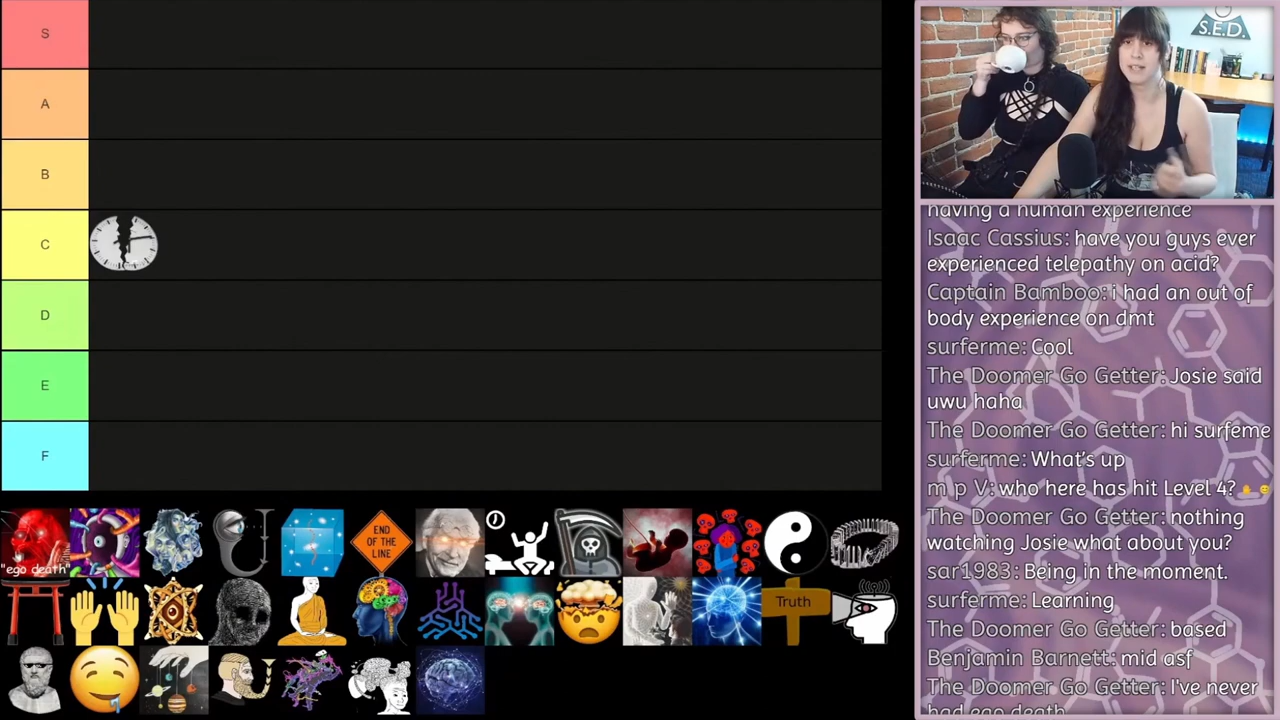 S
A
B
C
D
E
F
"ego death"
END
OF THE
LINE
Truth
S.E.D.
having a human experience
Isaac Cassius: have you guys ever
experienced telepathy on acid?
Captain Bamboo: i had an out of
body experience on dmt
surferme: Cool
The Doomer Go Getter: Josie said
uwu haha
The Doomer Go Getter: hi surfeme
surferme: What's up
m p V: who here has hit Level 4?
The Doomer Go Getter: nothing
watching Josie what about you?
sar1983: Being in the moment.
surferme: Learning
The Doomer Go Getter: based
Benjamin Barnett: mid asf
The Doomer Go Getter: I've never
had ego death